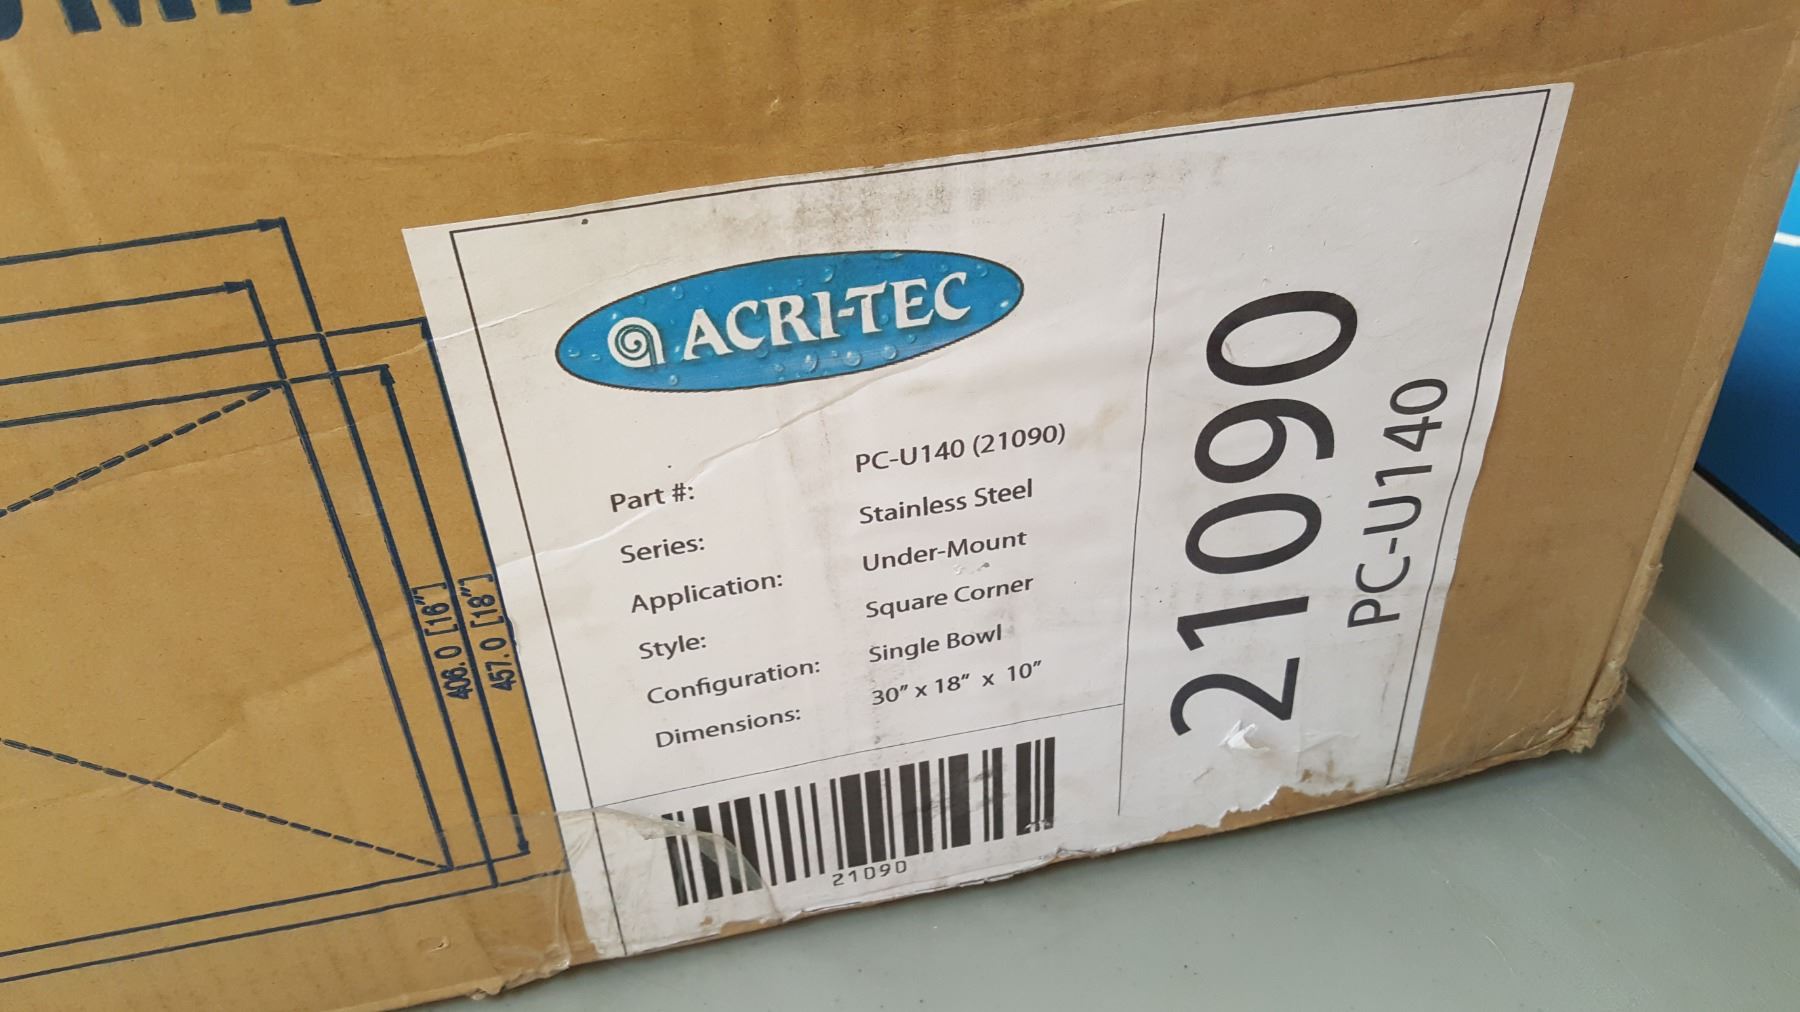 ACRI-TEC
Part #: PC-U140 (21090)
Series: Stainless Steel
Application: Under-Mount
Style: Square Corner
Configuration: Single Bowl
Dimensions: 30" x 18" x 10"
21090
21090
PC-U140
406.0 [16"]
457.0 [18"]